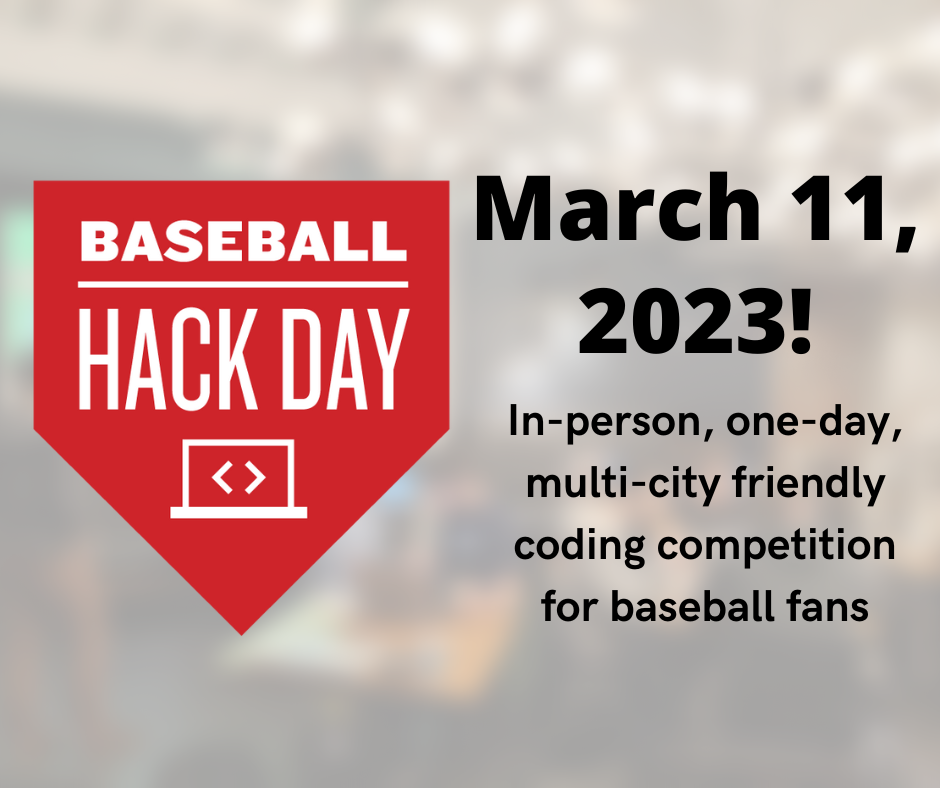 BASEBALL
HACK DAY
<>
March 11,
2023!
In-person, one-day,
multi-city friendly
coding competition
for baseball fans